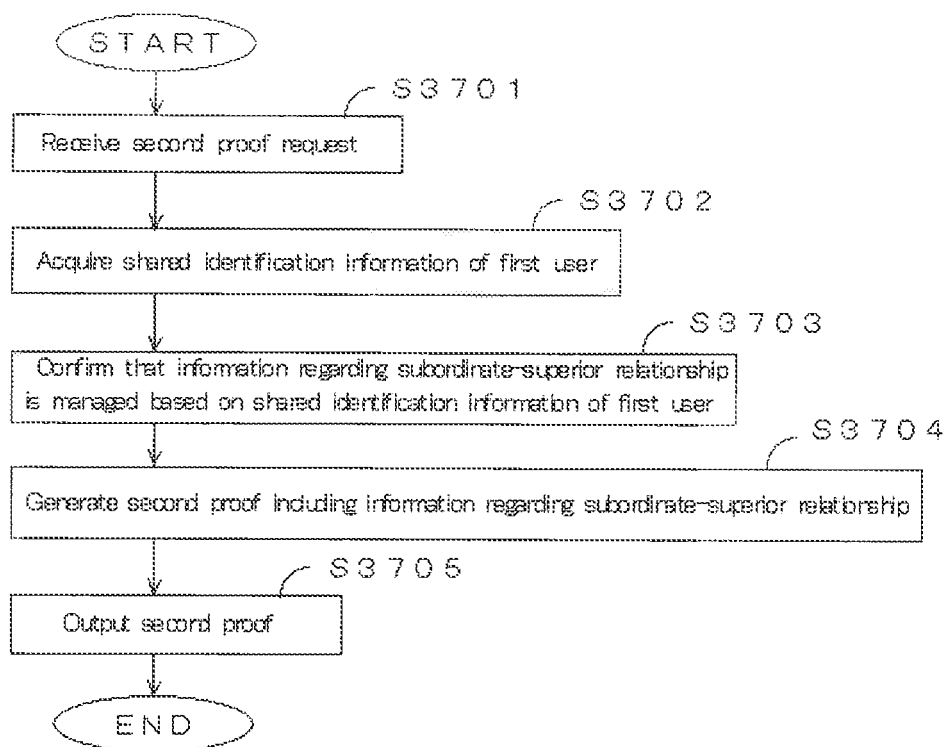 START
S3701
Receive second proof request
S3702
Acquire shared identification information of first user
S3703
Confirm that information regarding subordinate-superior relationship
is managed based on shared identification information of first user
S3704
Generate second proof including information regarding subordinate-superior relationship
S3705
Output second proof
END